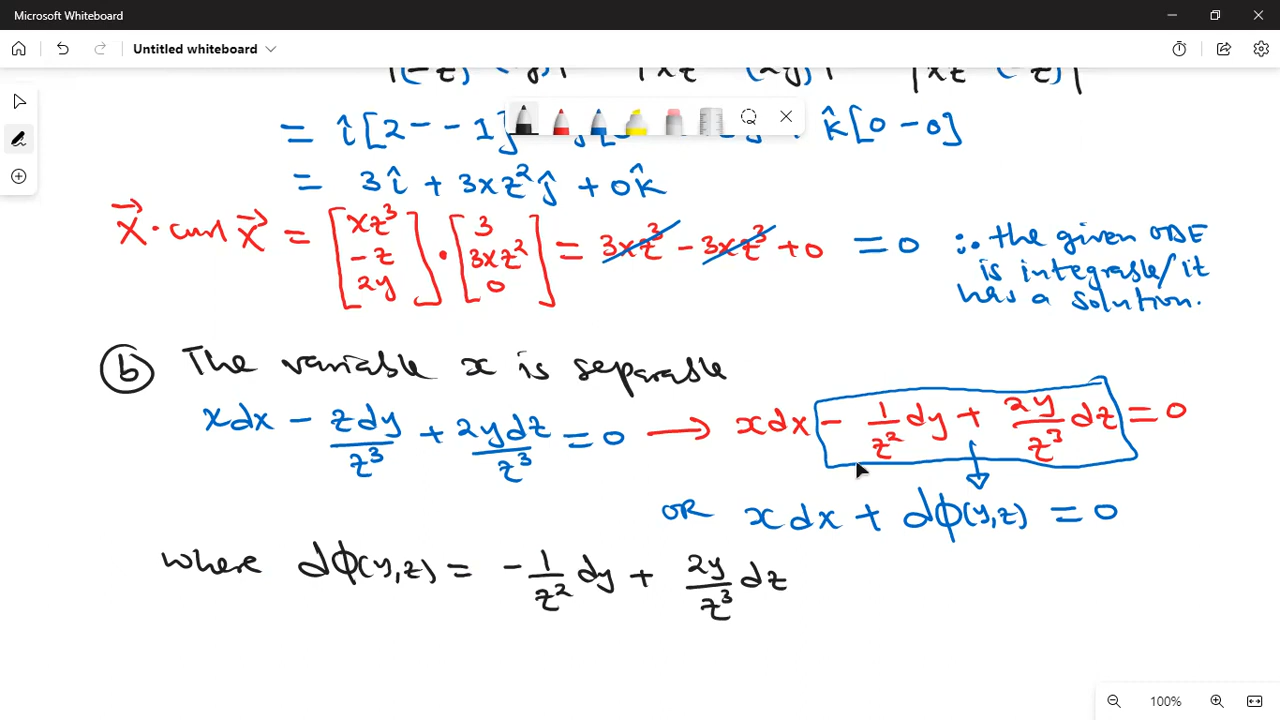 Microsoft Whiteboard
Untitled whiteboard
= î[2 - -1] k̂[0 - 0]
= 3î + 3xz²ĵ + 0k̂
X⃗ · curl X⃗ = [xz³ -z 2y] · [3 3xz² 0] = 3xz³ - 3xz³ + 0 = 0 ∴ the given ODE
is integrable/it
has a solution.
(b) The variable x is separable
xdx - zdy/z³ + 2ydz/z³ = 0 → xdx - 1/z² dy + 2y/z³ dz = 0
OR xdx + dϕ(y,z) = 0
where dϕ(y,z) = -1/z² dy + 2y/z³ dz
100%